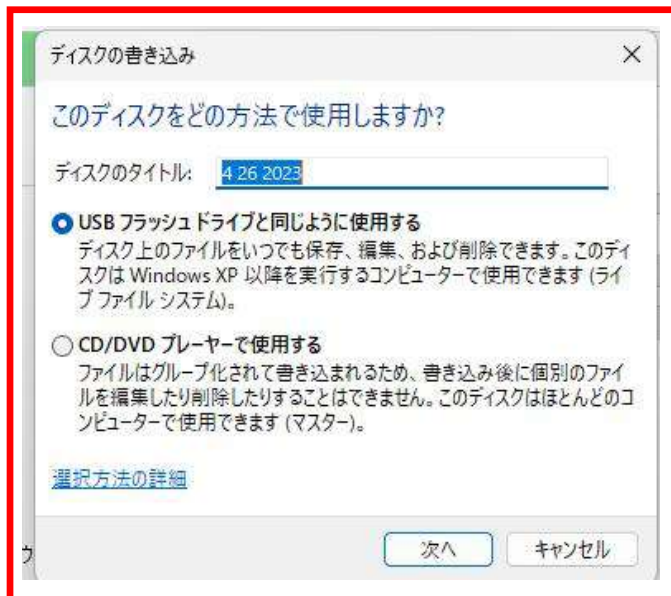 ディスクの書き込み
このディスクをどの方法で使用しますか?
ディスクのタイトル: 4 26 2023
USB フラッシュ ドライブと同じように使用する
ディスク上のファイルをいつでも保存、編集、および削除できます。このディ
スクは Windows XP 以降を実行するコンピューターで使用できます (ライ
ブ ファイル システム)。
CD/DVD プレーヤーで使用する
ファイルはグループ化されて書き込まれるため、書き込み後に個別のファイ
ルを編集したり削除したりすることはできません。このディスクはほとんどのコ
ンピューターで使用できます (マスター)。
選択方法の詳細
次へ キャンセル